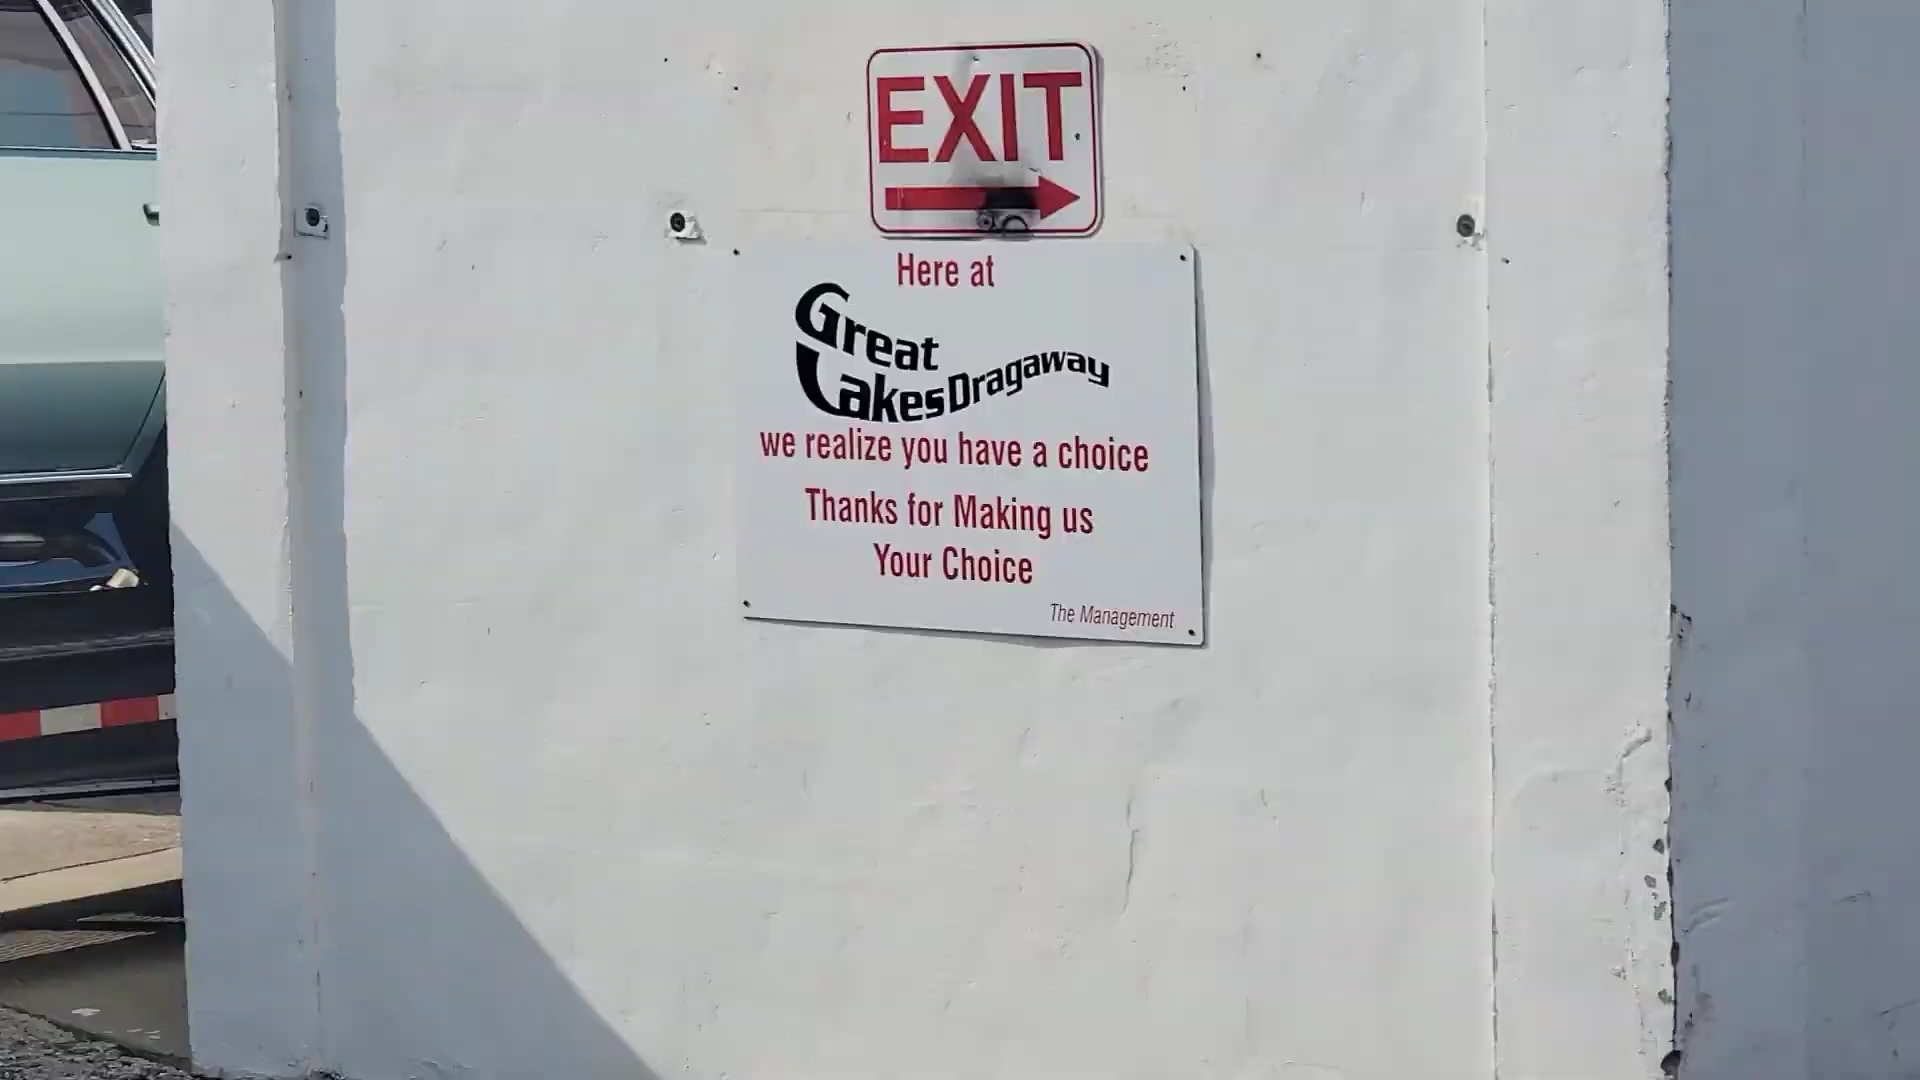 EXIT
Here at
Great
Lakes Dragaway
we realize you have a choice
Thanks for Making us
Your Choice
The Management